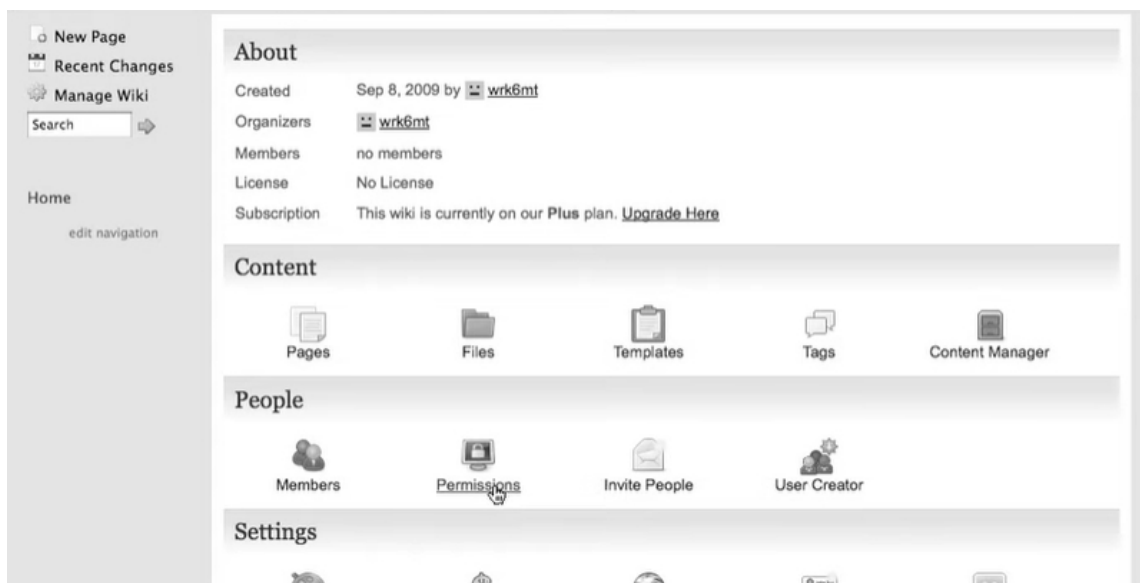 New Page
Recent Changes
Manage Wiki
Search
Home
edit navigation
About
Created Sep 8, 2009 by wrk6mt
Organizers wrk6mt
Members no members
License No License
Subscription This wiki is currently on our Plus plan. Upgrade Here
Content
Pages Files Templates Tags Content Manager
People
Members Permissions Invite People User Creator
Settings